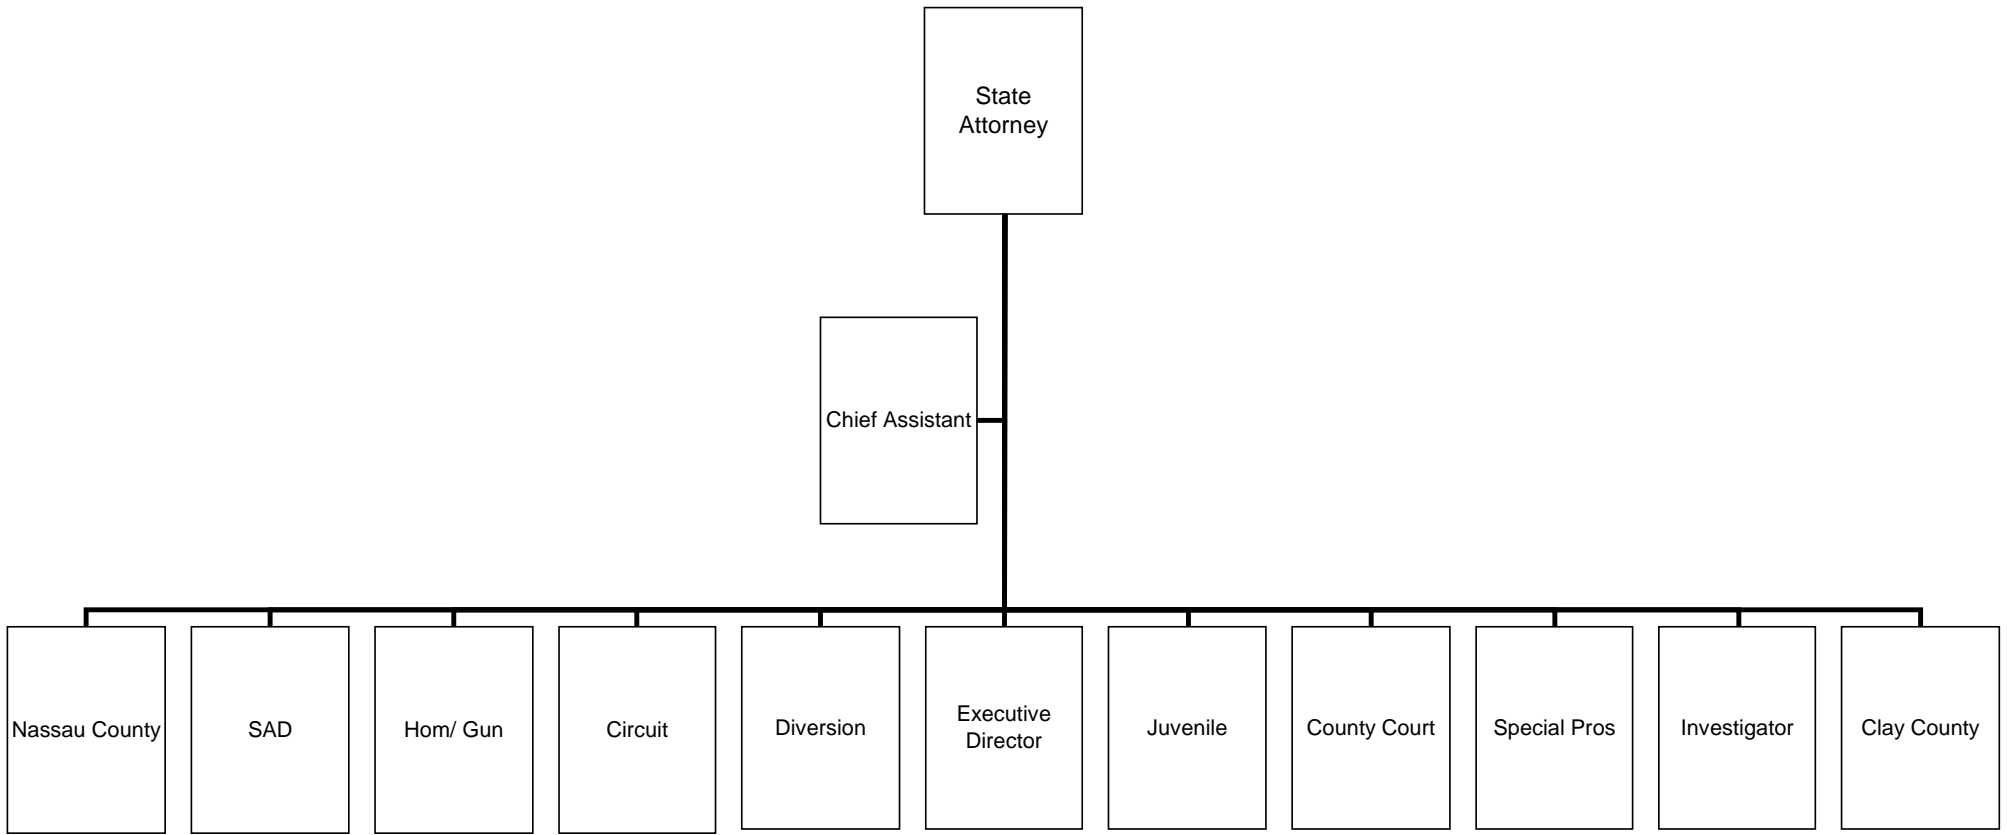 State
Attorney
Chief Assistant
Nassau County
SAD
Hom/ Gun
Circuit
Diversion
Executive
Director
Juvenile
County Court
Special Pros
Investigator
Clay County